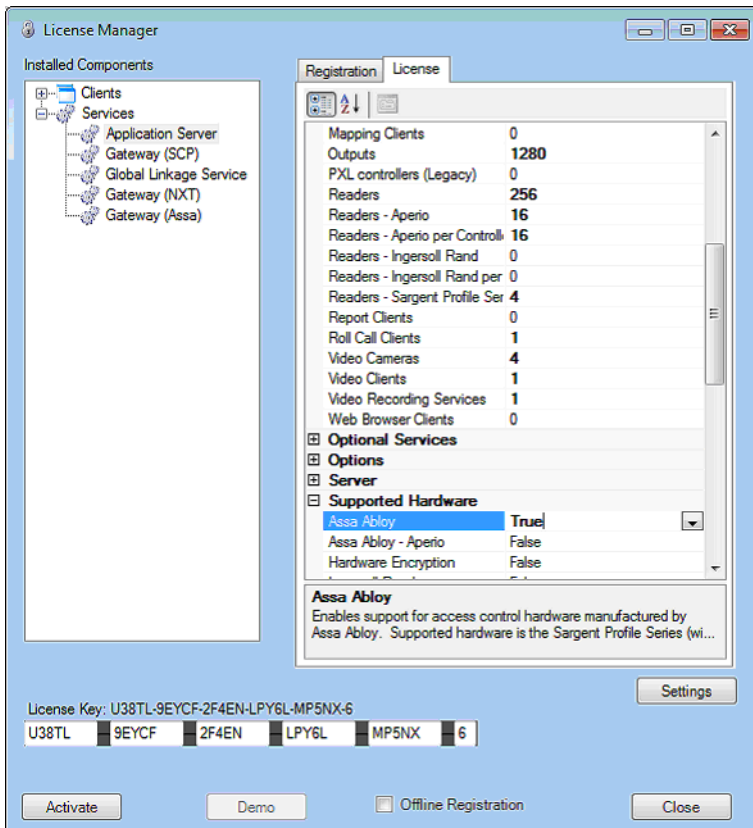 License Manager
Installed Components
Clients
Services
Application Server
Gateway (SCP)
Global Linkage Service
Gateway (NXT)
Gateway (Assa)
Registration
License
Mapping Clients 0
Outputs 1280
PXL controllers (Legacy) 0
Readers 256
Readers - Aperio 16
Readers - Aperio per Controll 16
Readers - Ingersoll Rand 0
Readers - Ingersoll Rand per 0
Readers - Sargent Profile Ser 4
Report Clients 0
Roll Call Clients 1
Video Cameras 4
Video Clients 1
Video Recording Services 1
Web Browser Clients 0
Optional Services
Options
Server
Supported Hardware
Assa Abloy True
Assa Abloy - Aperio False
Hardware Encryption False
Assa Abloy
Enables support for access control hardware manufactured by
Assa Abloy. Supported hardware is the Sargent Profile Series (wi...
Settings
License Key: U38TL-9EYCF-2F4EN-LPY6L-MP5NX-6
U38TL 9EYCF 2F4EN LPY6L MP5NX 6
Activate
Demo
Offline Registration
Close